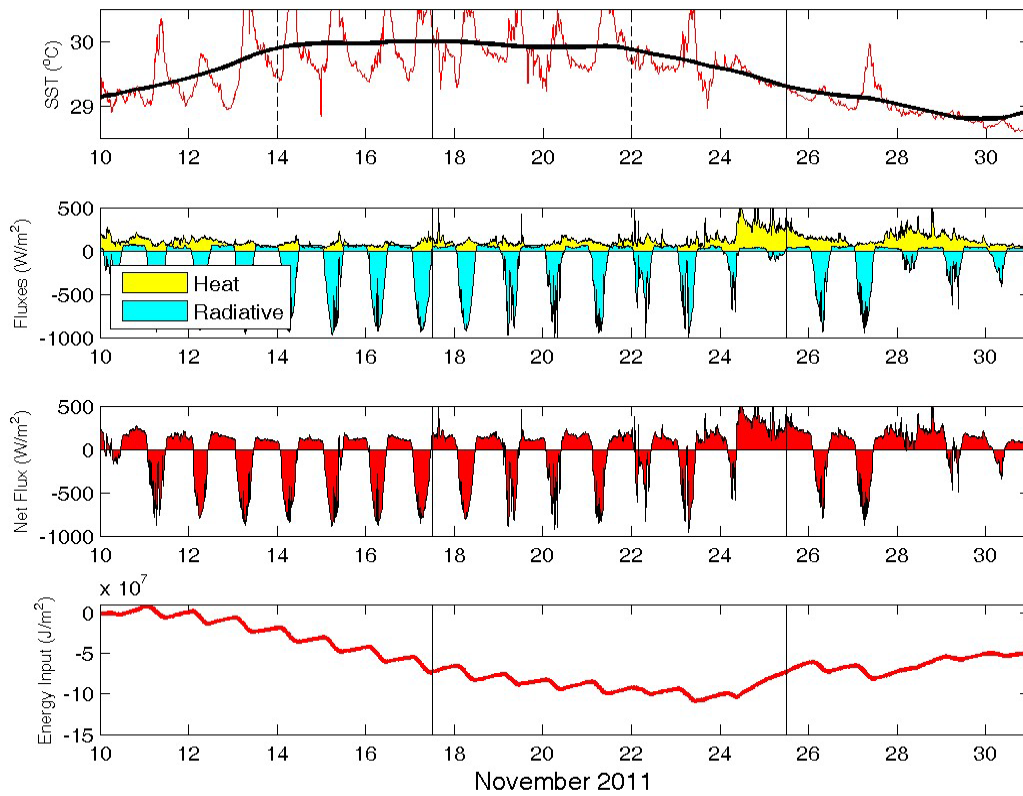 SST (°C)
30
29
10 12 14 16 18 20 22 24 26 28 30
Fluxes (W/m²)
500
0
-500
-1000
Heat
Radiative
10 12 14 16 18 20 22 24 26 28 30
Net Flux (W/m²)
500
0
-500
-1000
10 12 14 16 18 20 22 24 26 28 30
x 10⁷
Energy Input (J/m²)
0
-5
-10
-15
10 12 14 16 18 20 22 24 26 28 30
November 2011